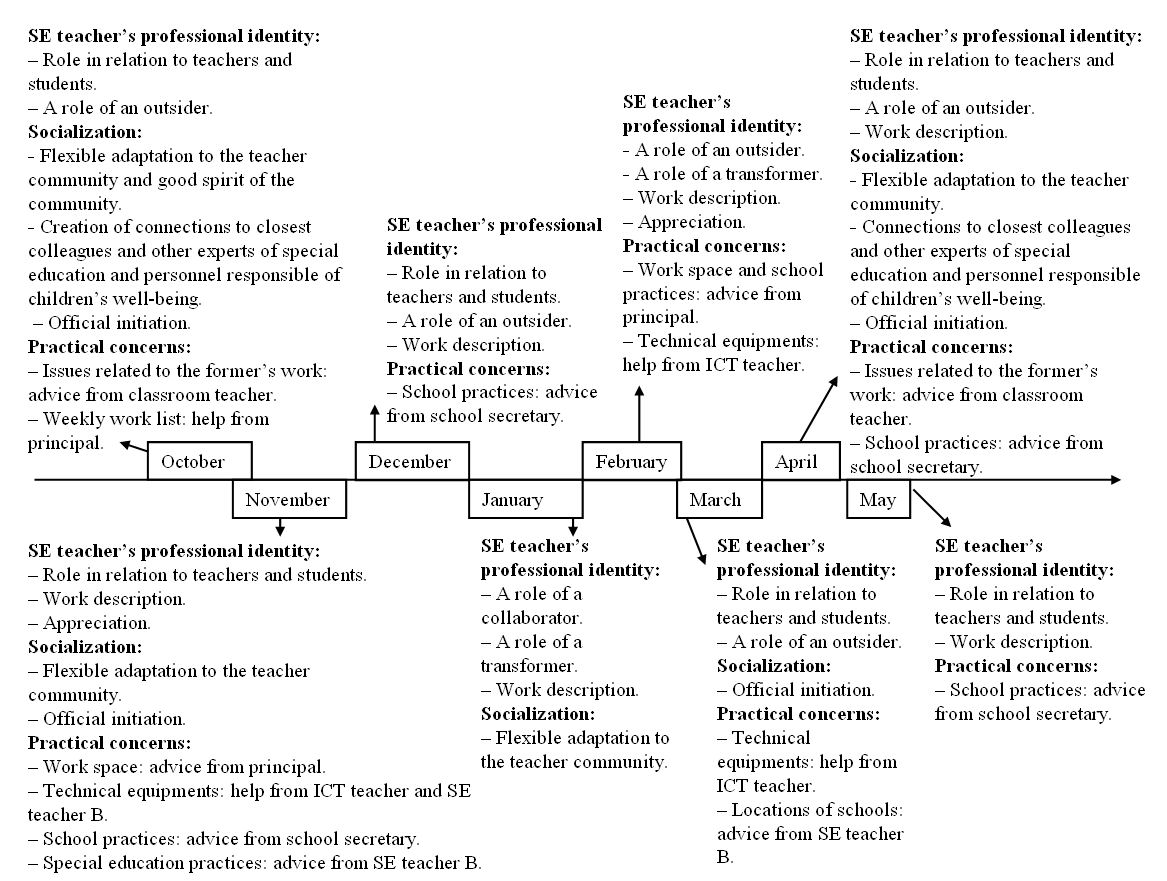 SE teacher's professional identity:
– Role in relation to teachers and
students.
– A role of an outsider.
Socialization:
- Flexible adaptation to the teacher
community and good spirit of the
community.
- Creation of connections to closest
colleagues and other experts of special
education and personnel responsible of
children's well-being.
– Official initiation.
Practical concerns:
– Issues related to the former's work:
advice from classroom teacher.
– Weekly work list: help from
principal.
October
November
SE teacher's professional identity:
– Role in relation to teachers and students.
– Work description.
– Appreciation.
Socialization:
– Flexible adaptation to the teacher
community.
– Official initiation.
Practical concerns:
– Work space: advice from principal.
– Technical equipments: help from ICT teacher and SE
teacher B.
– School practices: advice from school secretary.
– Special education practices: advice from SE teacher B.
SE teacher's professional
identity:
– Role in relation to
teachers and students.
– A role of an outsider.
– Work description.
Practical concerns:
– School practices: advice
from school secretary.
December
January
SE teacher's
professional identity:
– A role of a
collaborator.
– A role of a
transformer.
– Work description.
Socialization:
– Flexible adaptation to
the teacher community.
SE teacher's
professional identity:
- A role of an outsider.
- A role of a transformer.
– Work description.
– Appreciation.
Practical concerns:
– Work space and school
practices: advice from
principal.
– Technical equipments:
help from ICT teacher.
February
March
SE teacher's
professional identity:
– Role in relation to
teachers and students.
– A role of an outsider.
Socialization:
– Official initiation.
Practical concerns:
– Technical
equipments: help from
ICT teacher.
– Locations of schools:
advice from SE teacher
B.
SE teacher's professional identity:
– Role in relation to teachers and
students.
– A role of an outsider.
– Work description.
Socialization:
- Flexible adaptation to the teacher
community.
- Connections to closest colleagues
and other experts of special
education and personnel responsible
of children's well-being.
– Official initiation.
Practical concerns:
– Issues related to the former's
work: advice from classroom
teacher.
– School practices: advice from
school secretary.
April
May
SE teacher's
professional identity:
– Role in relation to
teachers and students.
– Work description.
Practical concerns:
– School practices: advice
from school secretary.